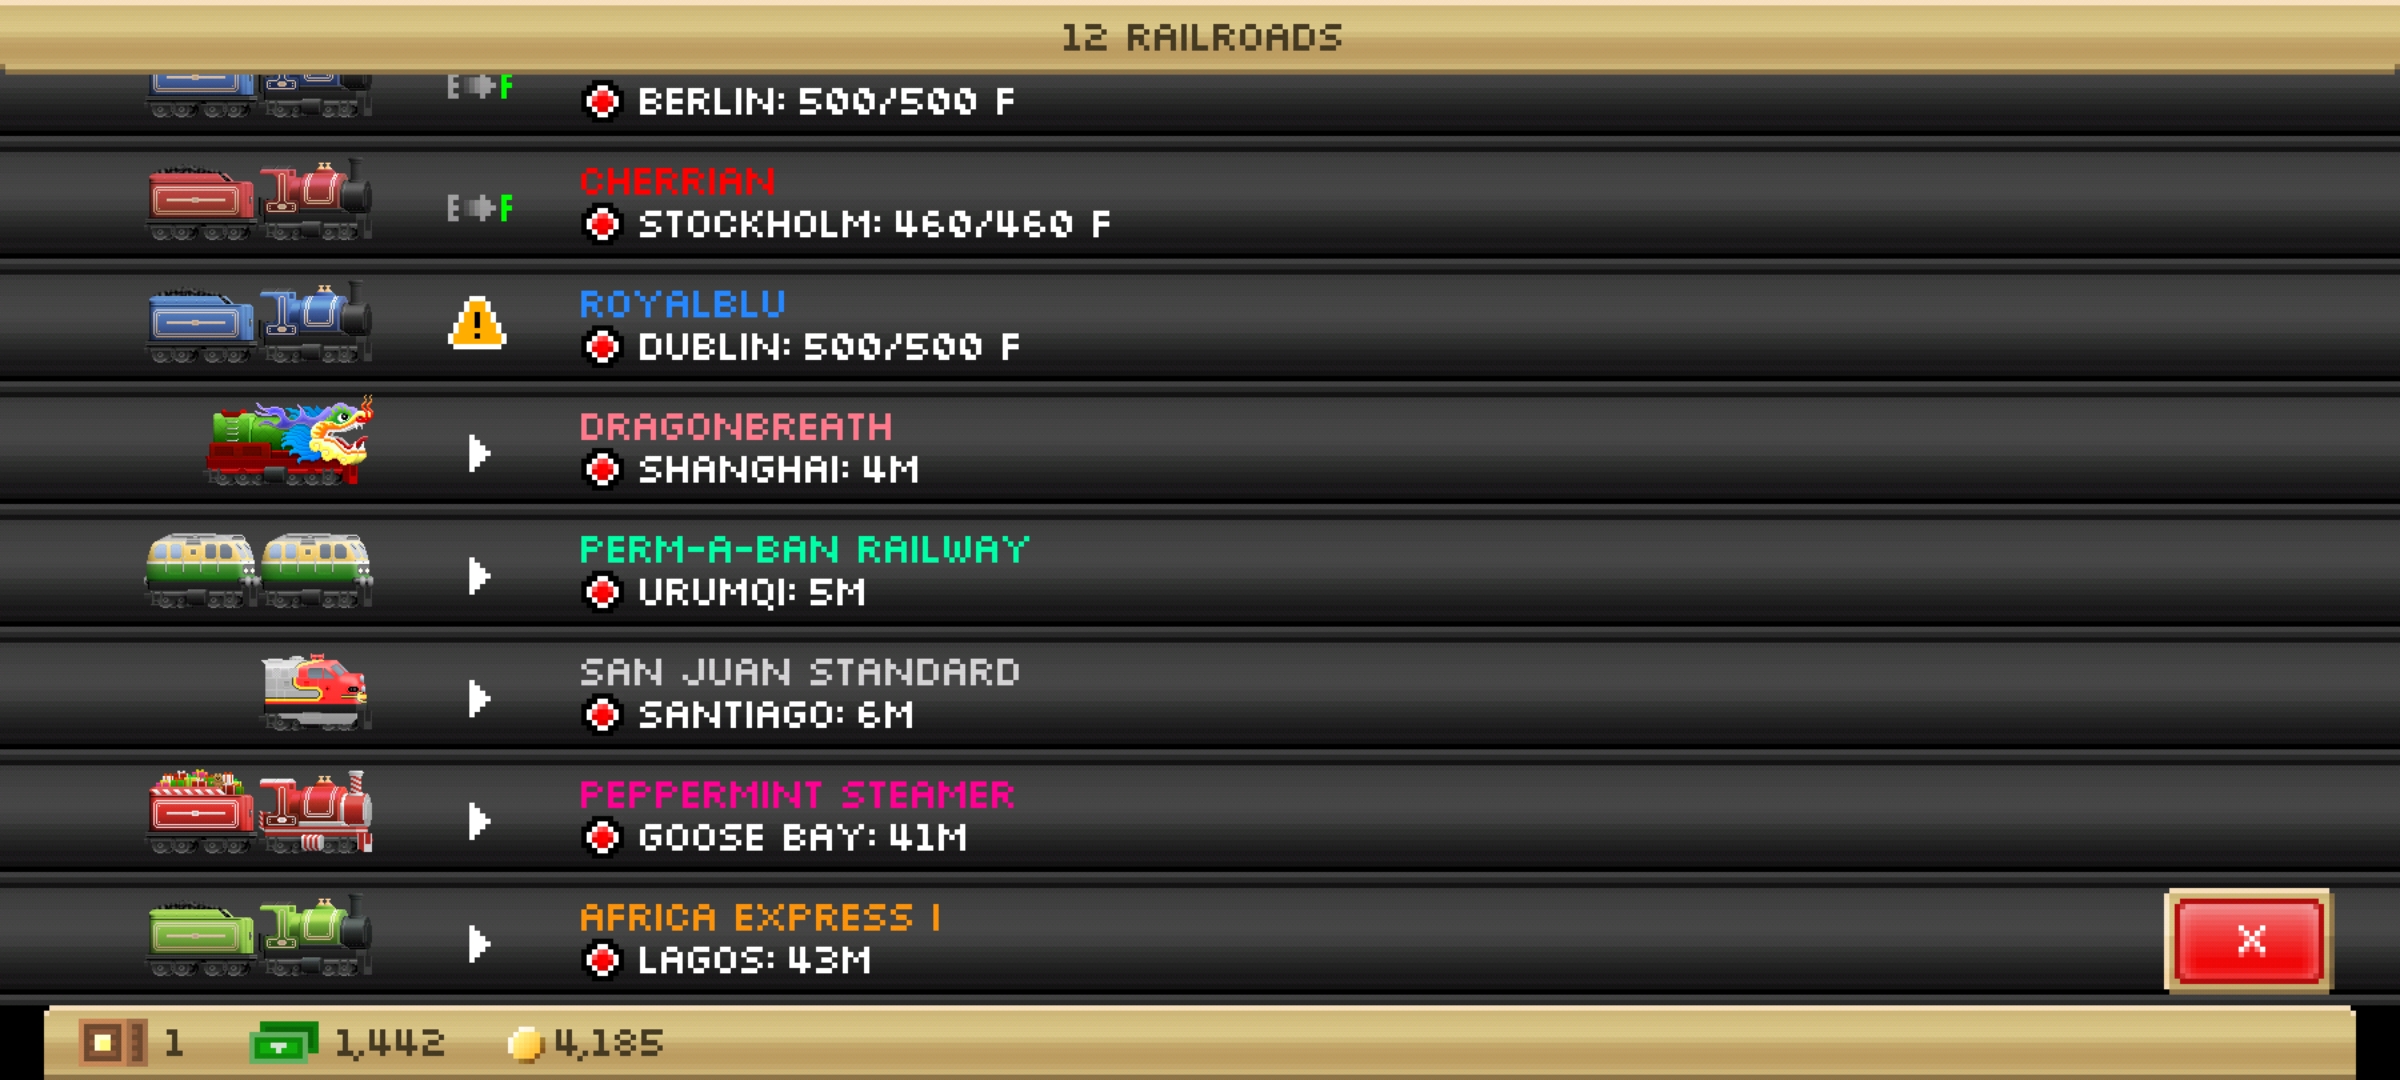 12 RAILROADS
E F
BERLIN: 500/500 F
CHERRIAN
E F
STOCKHOLM: 460/460 F
ROYALBLU
!
DUBLIN: 500/500 F
DRAGONBREATH
SHANGHAI: 4M
PERM-A-BAN RAILWAY
URUMQI: 5M
SAN JUAN STANDARD
SANTIAGO: 6M
PEPPERMINT STEAMER
GOOSE BAY: 41M
AFRICA EXPRESS I
LAGOS: 43M
X
1 1,442 4,185